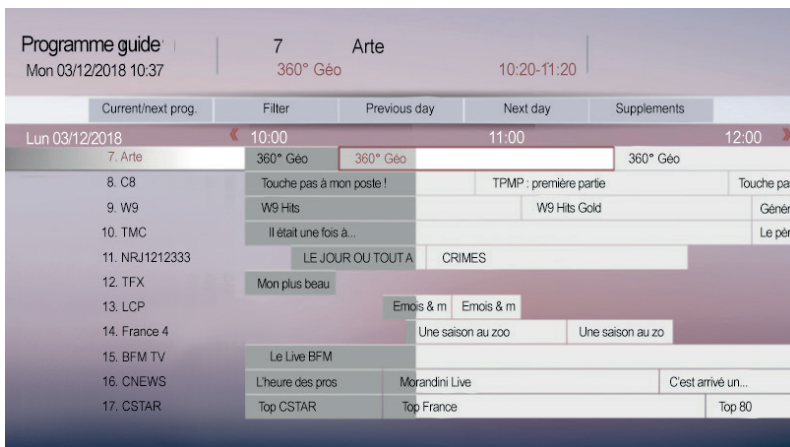 Programme guide 7 Arte
Mon 03/12/2018 10:37 360° Géo 10:20-11:20
Current/next prog. Filter Previous day Next day Supplements
Lun 03/12/2018 10:00 11:00 12:00
7. Arte 360° Géo 360° Géo 360° Géo
8. C8 Touche pas à mon poste ! TPMP : première partie Touche pa
9. W9 W9 Hits W9 Hits Gold Génér
10. TMC Il était une fois à... Le pér
11. NRJ1212333 LE JOUR OU TOUT A CRIMES
12. TFX Mon plus beau
13. LCP Emois & m Emois & m
14. France 4 Une saison au zoo Une saison au zo
15. BFM TV Le Live BFM
16. CNEWS L'heure des pros Morandini Live C'est arrivé un...
17. CSTAR Top CSTAR Top France Top 80